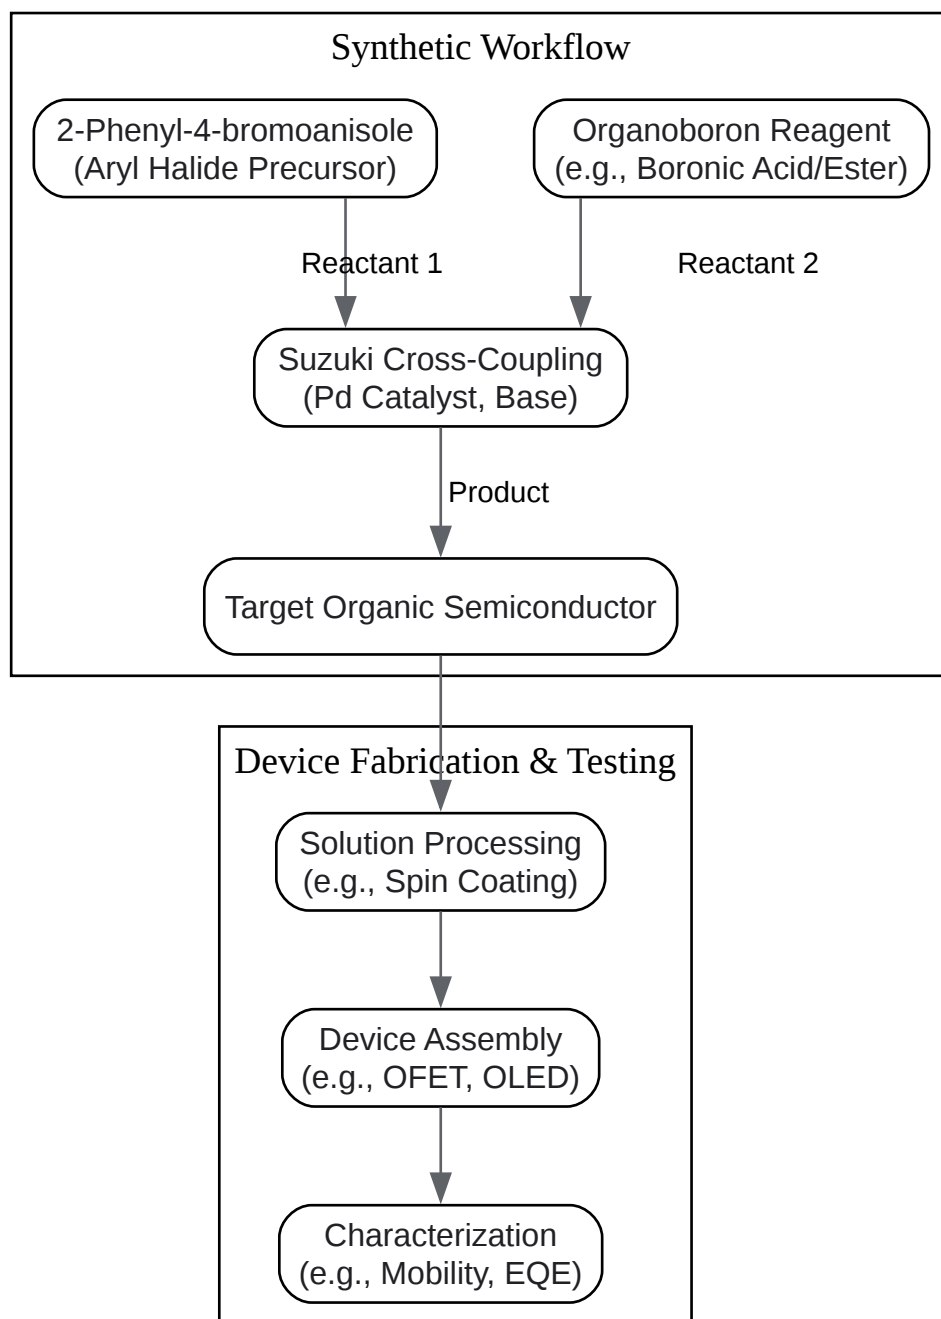 Synthetic Workflow
2-Phenyl-4-bromoanisole
(Aryl Halide Precursor)
Organoboron Reagent
(e.g., Boronic Acid/Ester)
Reactant 1
Reactant 2
Suzuki Cross-Coupling
(Pd Catalyst, Base)
Product
Target Organic Semiconductor
Device Fabrication & Testing
Solution Processing
(e.g., Spin Coating)
Device Assembly
(e.g., OFET, OLED)
Characterization
(e.g., Mobility, EQE)